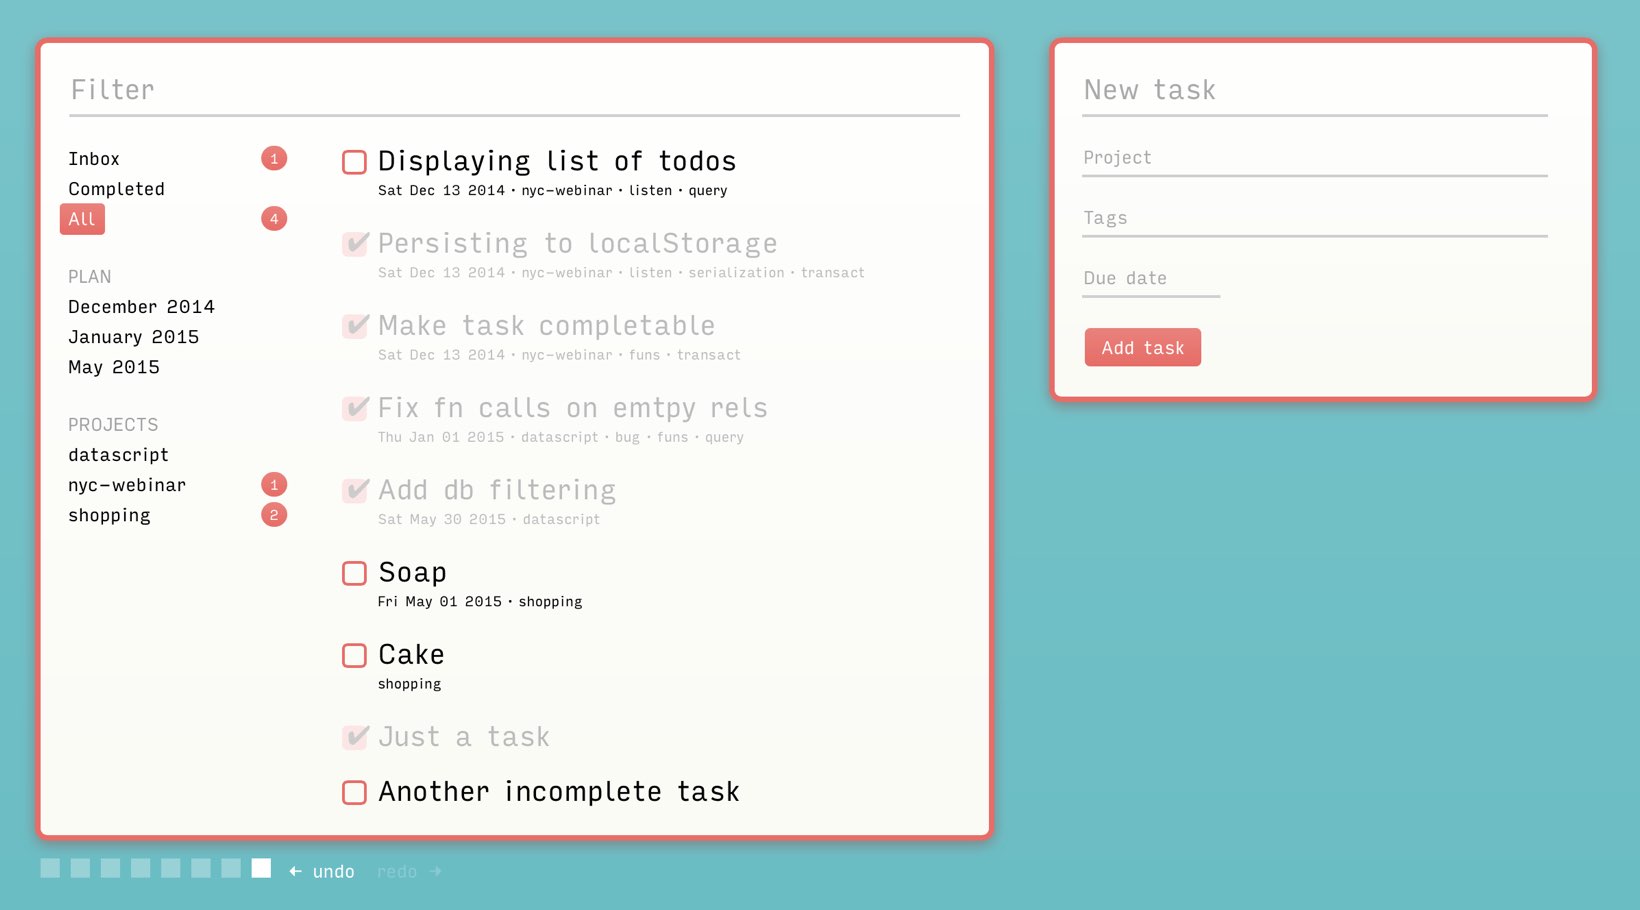 Filter
Inbox 1
Completed
All 4
PLAN
December 2014
January 2015
May 2015
PROJECTS
datascript
nyc-webinar 1
shopping 2
Displaying list of todos
Sat Dec 13 2014 · nyc-webinar · listen · query
Persisting to localStorage
Sat Dec 13 2014 · nyc-webinar · listen · serialization · transact
Make task completable
Sat Dec 13 2014 · nyc-webinar · funs · transact
Fix fn calls on emtpy rels
Thu Jan 01 2015 · datascript · bug · funs · query
Add db filtering
Sat May 30 2015 · datascript
Soap
Fri May 01 2015 · shopping
Cake
shopping
Just a task
Another incomplete task
New task
Project
Tags
Due date
Add task
← undo redo →